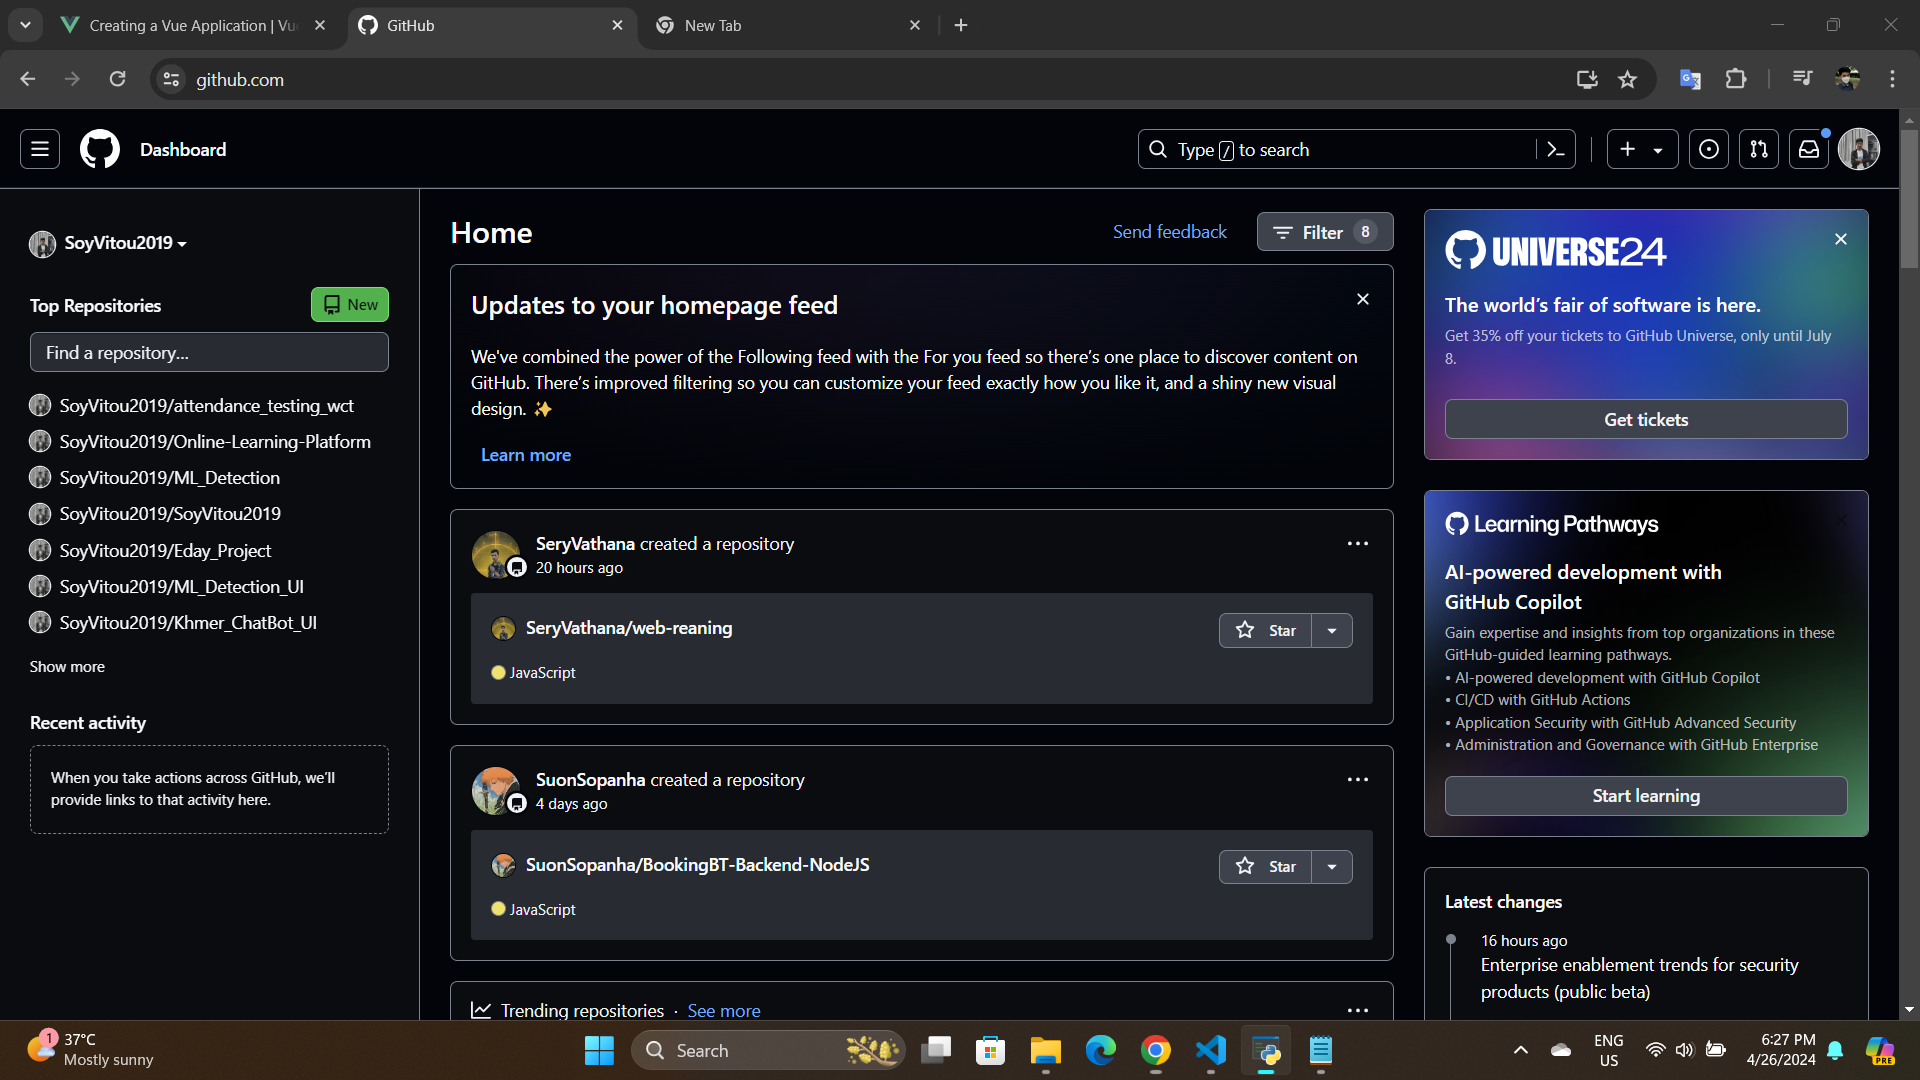 Creating a Vue Application | Vue
GitHub
New Tab
github.com
Dashboard
Type / to search
SoyVitou2019
Top Repositories
New
Find a repository...
SoyVitou2019/attendance_testing_wct
SoyVitou2019/Online-Learning-Platform
SoyVitou2019/ML_Detection
SoyVitou2019/SoyVitou2019
SoyVitou2019/Eday_Project
SoyVitou2019/ML_Detection_UI
SoyVitou2019/Khmer_ChatBot_UI
Show more
Recent activity
When you take actions across GitHub, we’ll
provide links to that activity here.
Home
Send feedback
Filter 8
Updates to your homepage feed
We've combined the power of the Following feed with the For you feed so there’s one place to discover content on
GitHub. There’s improved filtering so you can customize your feed exactly how you like it, and a shiny new visual
design. ✨
Learn more
SeryVathana created a repository
20 hours ago
SeryVathana/web-reaning
Star
JavaScript
SuonSopanha created a repository
4 days ago
SuonSopanha/BookingBT-Backend-NodeJS
Star
JavaScript
Trending repositories · See more
UNIVERSE24
The world’s fair of software is here.
Get 35% off your tickets to GitHub Universe, only until July
8.
Get tickets
Learning Pathways
AI-powered development with
GitHub Copilot
Gain expertise and insights from top organizations in these
GitHub-guided learning pathways.
• AI-powered development with GitHub Copilot
• CI/CD with GitHub Actions
• Application Security with GitHub Advanced Security
• Administration and Governance with GitHub Enterprise
Start learning
Latest changes
16 hours ago
Enterprise enablement trends for security
products (public beta)
1
37°C
Mostly sunny
Search
ENG
US
6:27 PM
4/26/2024
PRE